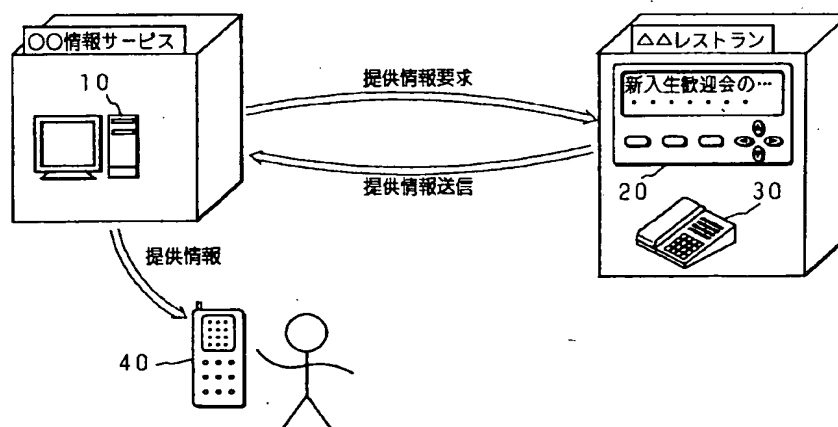 ○○情報サービス
10
提供情報要求
提供情報送信
提供情報
40
△△レストラン
新入生歓迎会の…
・・・・・・・
20
30